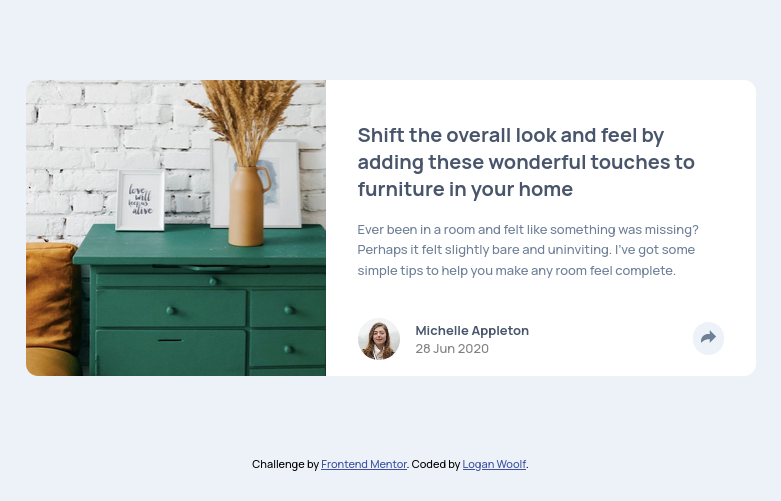 love
will
keep us
alive
Shift the overall look and feel by
adding these wonderful touches to
furniture in your home
Ever been in a room and felt like something was missing?
Perhaps it felt slightly bare and uninviting. I've got some
simple tips to help you make any room feel complete.
Michelle Appleton
28 Jun 2020
Challenge by Frontend Mentor. Coded by Logan Woolf.